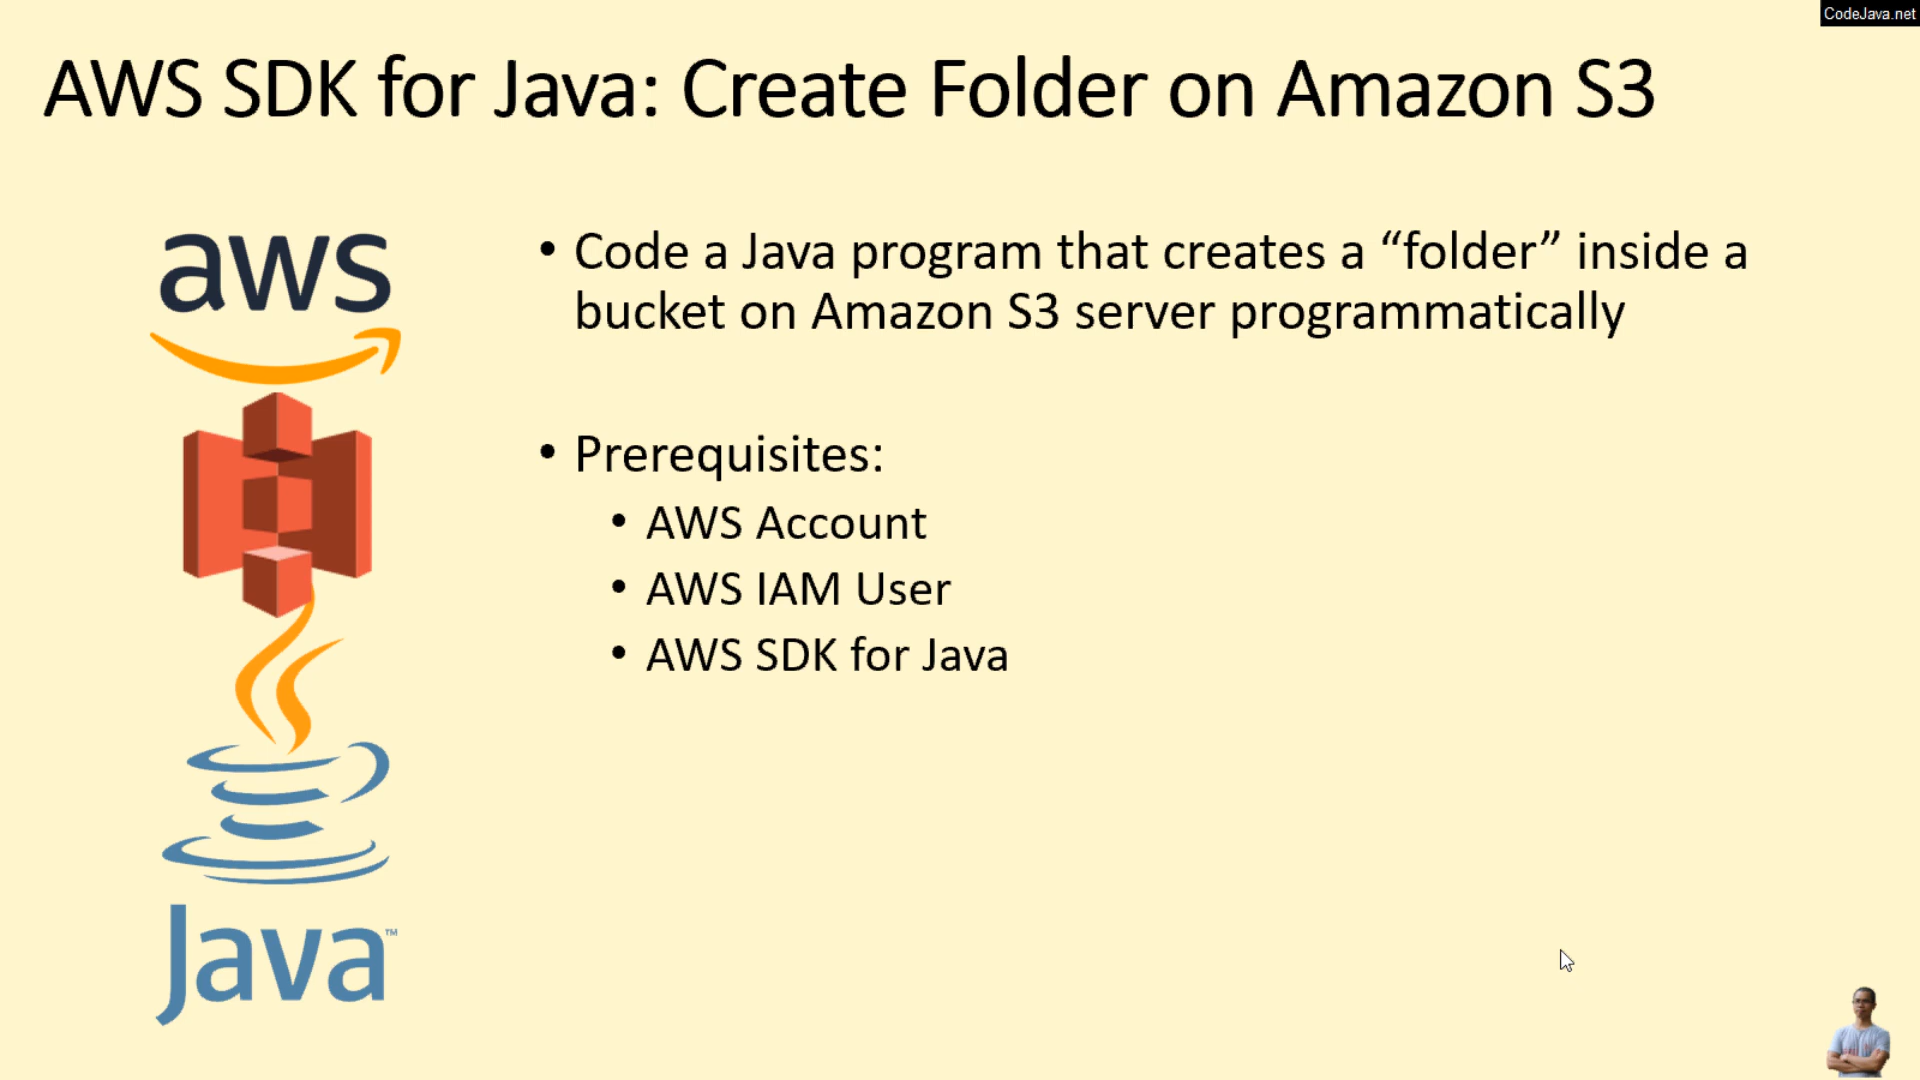 CodeJava.net
AWS SDK for Java: Create Folder on Amazon S3
aws
Java™
• Code a Java program that creates a “folder” inside a
bucket on Amazon S3 server programmatically
• Prerequisites:
• AWS Account
• AWS IAM User
• AWS SDK for Java